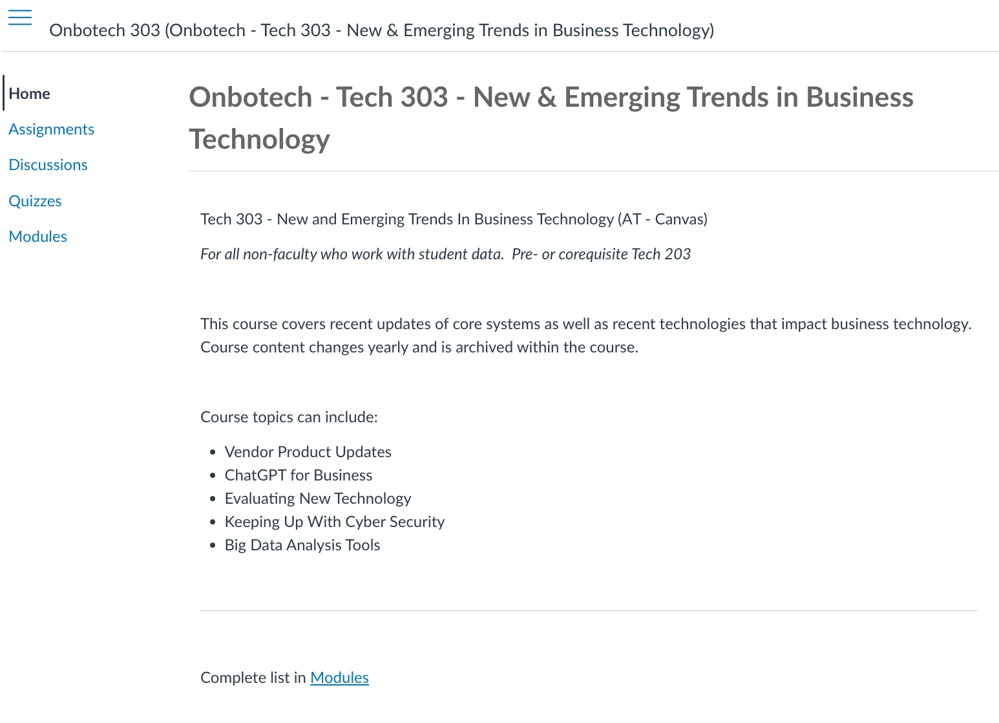 Onbotech 303 (Onbotech - Tech 303 - New & Emerging Trends in Business Technology)
Home
Assignments
Discussions
Quizzes
Modules
Onbotech - Tech 303 - New & Emerging Trends in Business
Technology
Tech 303 - New and Emerging Trends In Business Technology (AT - Canvas)
For all non-faculty who work with student data.  Pre- or corequisite Tech 203
This course covers recent updates of core systems as well as recent technologies that impact business technology.
Course content changes yearly and is archived within the course.
Course topics can include:
• Vendor Product Updates
• ChatGPT for Business
• Evaluating New Technology
• Keeping Up With Cyber Security
• Big Data Analysis Tools
Complete list in Modules